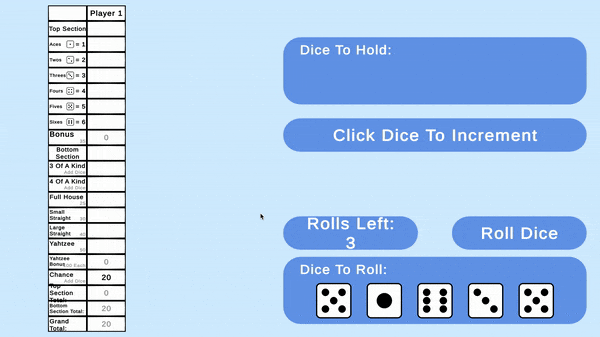 Player 1
Top Section
Aces = 1
Twos = 2
Threes = 3
Fours = 4
Fives = 5
Sixes = 6
Bonus 0
35
Bottom
Section
3 Of A Kind
Add Dice
4 Of A Kind
Add Dice
Full House
25
Small
Straight 30
Large
Straight 40
Yahtzee
50
Yahtzee
Bonus 100 Each 0
Chance 20
Add Dice
Top
Section 0
Total:
Bottom
Section Total: 20
Grand
Total: 20
Dice To Hold:
Click Dice To Increment
Rolls Left:
3
Roll Dice
Dice To Roll: